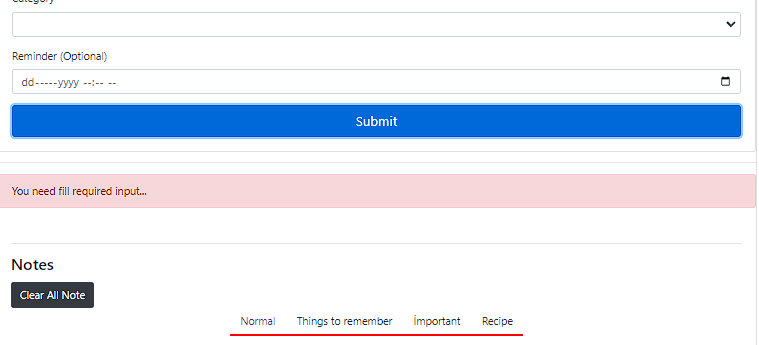 Category
Reminder (Optional)
dd-----yyyy --:-- --
Submit
You need fill required input...
Notes
Clear All Note
Normal Things to remember İmportant Recipe